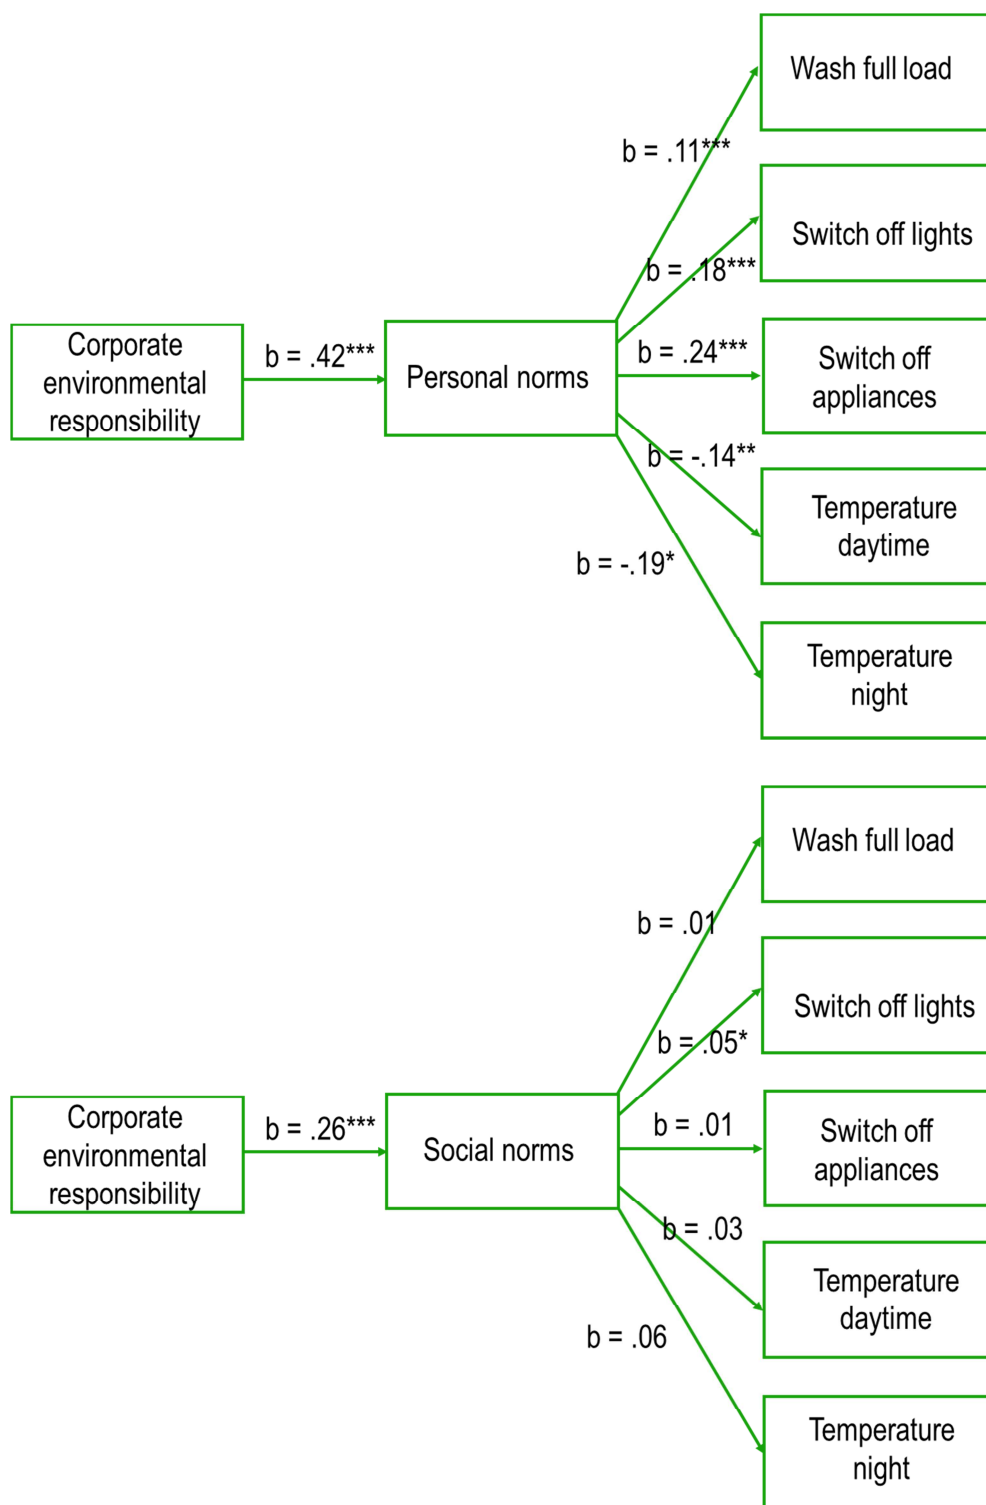 Wash full load
b = .11***
Switch off lights
b = .18***
Corporate
environmental
responsibility
b = .42***
Personal norms
b = .24***
Switch off
appliances
b = -.14**
Temperature
daytime
b = -.19*
Temperature
night
Wash full load
b = .01
Switch off lights
b = .05*
Corporate
environmental
responsibility
b = .26***
Social norms
b = .01
Switch off
appliances
b = .03
Temperature
daytime
b = .06
Temperature
night